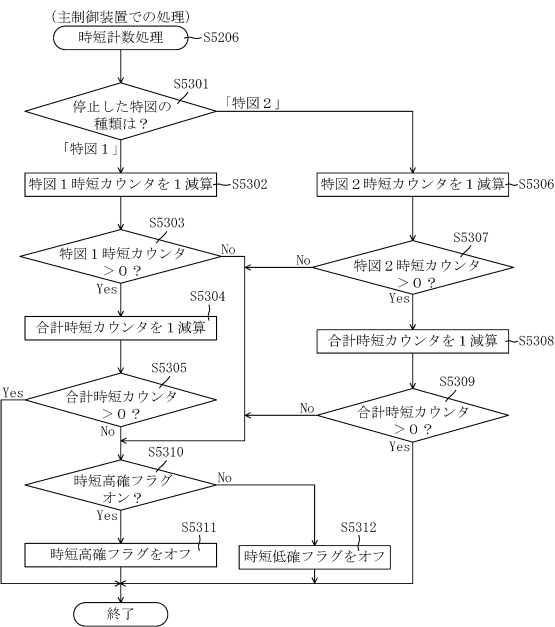 （主制御装置での処理）
時短計数処理
S5206
S5301
停止した特図の
種類は？
「特図２」
「特図１」
特図１時短カウンタを１減算
S5302
特図２時短カウンタを１減算
S5306
S5303
特図１時短カウンタ
＞０？
No
Yes
S5307
特図２時短カウンタ
＞０？
No
Yes
S5304
合計時短カウンタを１減算
合計時短カウンタを１減算
S5308
S5305
合計時短カウンタ
＞０？
Yes
No
S5309
合計時短カウンタ
＞０？
No
Yes
S5310
時短高確フラグ
オン？
No
Yes
S5311
時短高確フラグをオフ
S5312
時短低確フラグをオフ
終了